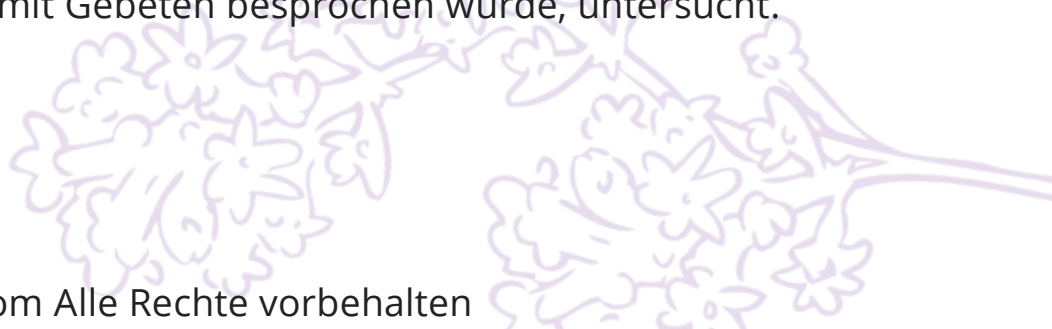 mit Gebeten besprochen wurde, untersucht.
om Alle Rechte vorbehalten